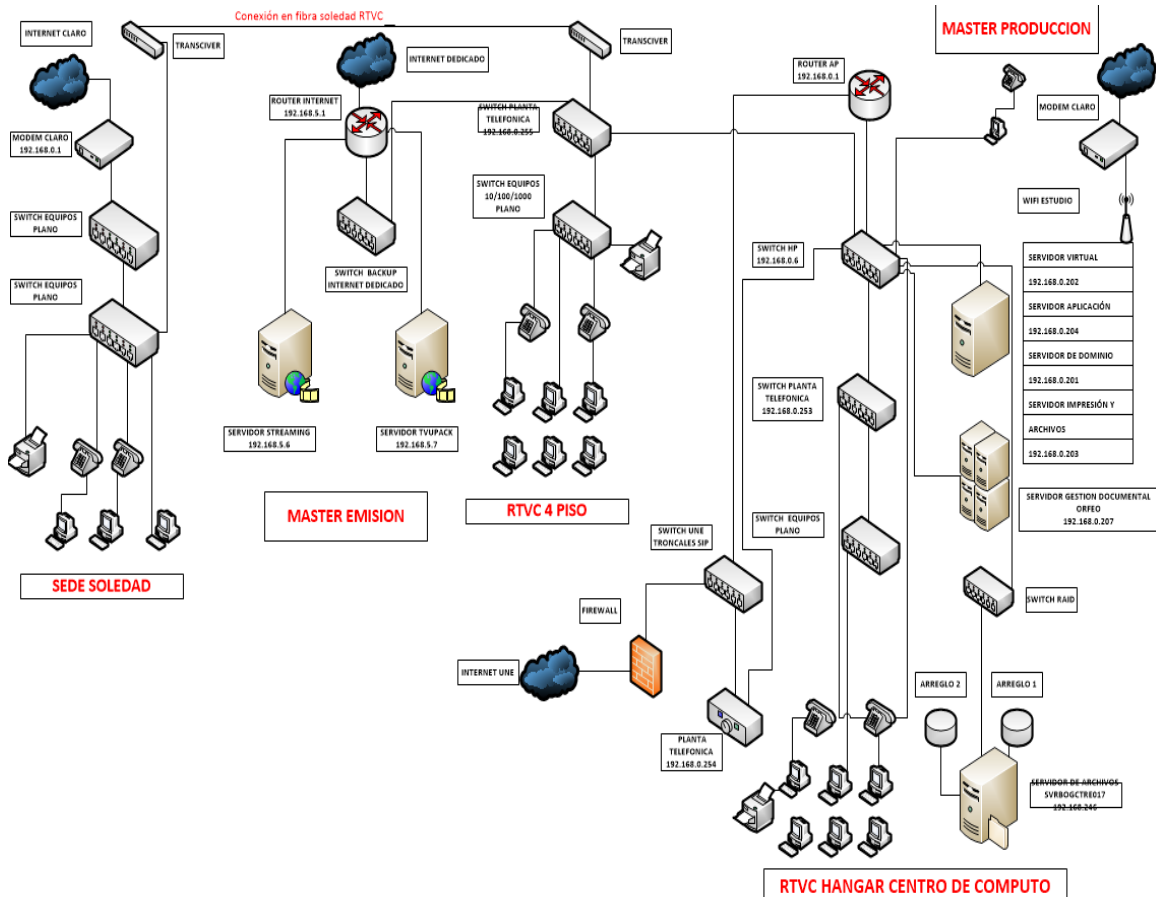 Conexión en fibra soledad RTVC
INTERNET CLARO
TRANSCIVER
TRANSCIVER
MASTER PRODUCCION
INTERNET DEDICADO
ROUTER AP
192.168.0.1
ROUTER INTERNET
192.168.5.1
SWITCH PLANTA
TELEFONICA
192.168.0.255
MODEM CLARO
MODEM CLARO
192.168.0.1
SWITCH EQUIPOS
10/100/1000
PLANO
WIFI ESTUDIO
SWITCH EQUIPOS
PLANO
SWITCH HP
192.168.0.6
SWITCH BACKUP
INTERNET DEDICADO
SWITCH EQUIPOS
PLANO
SERVIDOR VIRTUAL
192.168.0.202
SERVIDOR APLICACIÓN
192.168.0.204
SERVIDOR DE DOMINIO
192.168.0.201
SERVIDOR IMPRESIÓN Y
ARCHIVOS
192.168.0.203
SWITCH PLANTA
TELEFONICA
192.168.0.253
SERVIDOR STREAMING
192.168.5.6
SERVIDOR TVUPACK
192.168.5.7
MASTER EMISION
RTVC 4 PISO
SERVIDOR GESTION DOCUMENTAL
ORFEO
192.168.0.207
SWITCH EQUIPOS
PLANO
SWITCH UNE
TRONCALES SIP
SEDE SOLEDAD
SWITCH RAID
FIREWALL
INTERNET UNE
ARREGLO 2
ARREGLO 1
PLANTA
TELEFONICA
192.168.0.254
SERVIDOR DE ARCHIVOS
SVRBOGCTRE017
192.168.246
RTVC HANGAR CENTRO DE COMPUTO